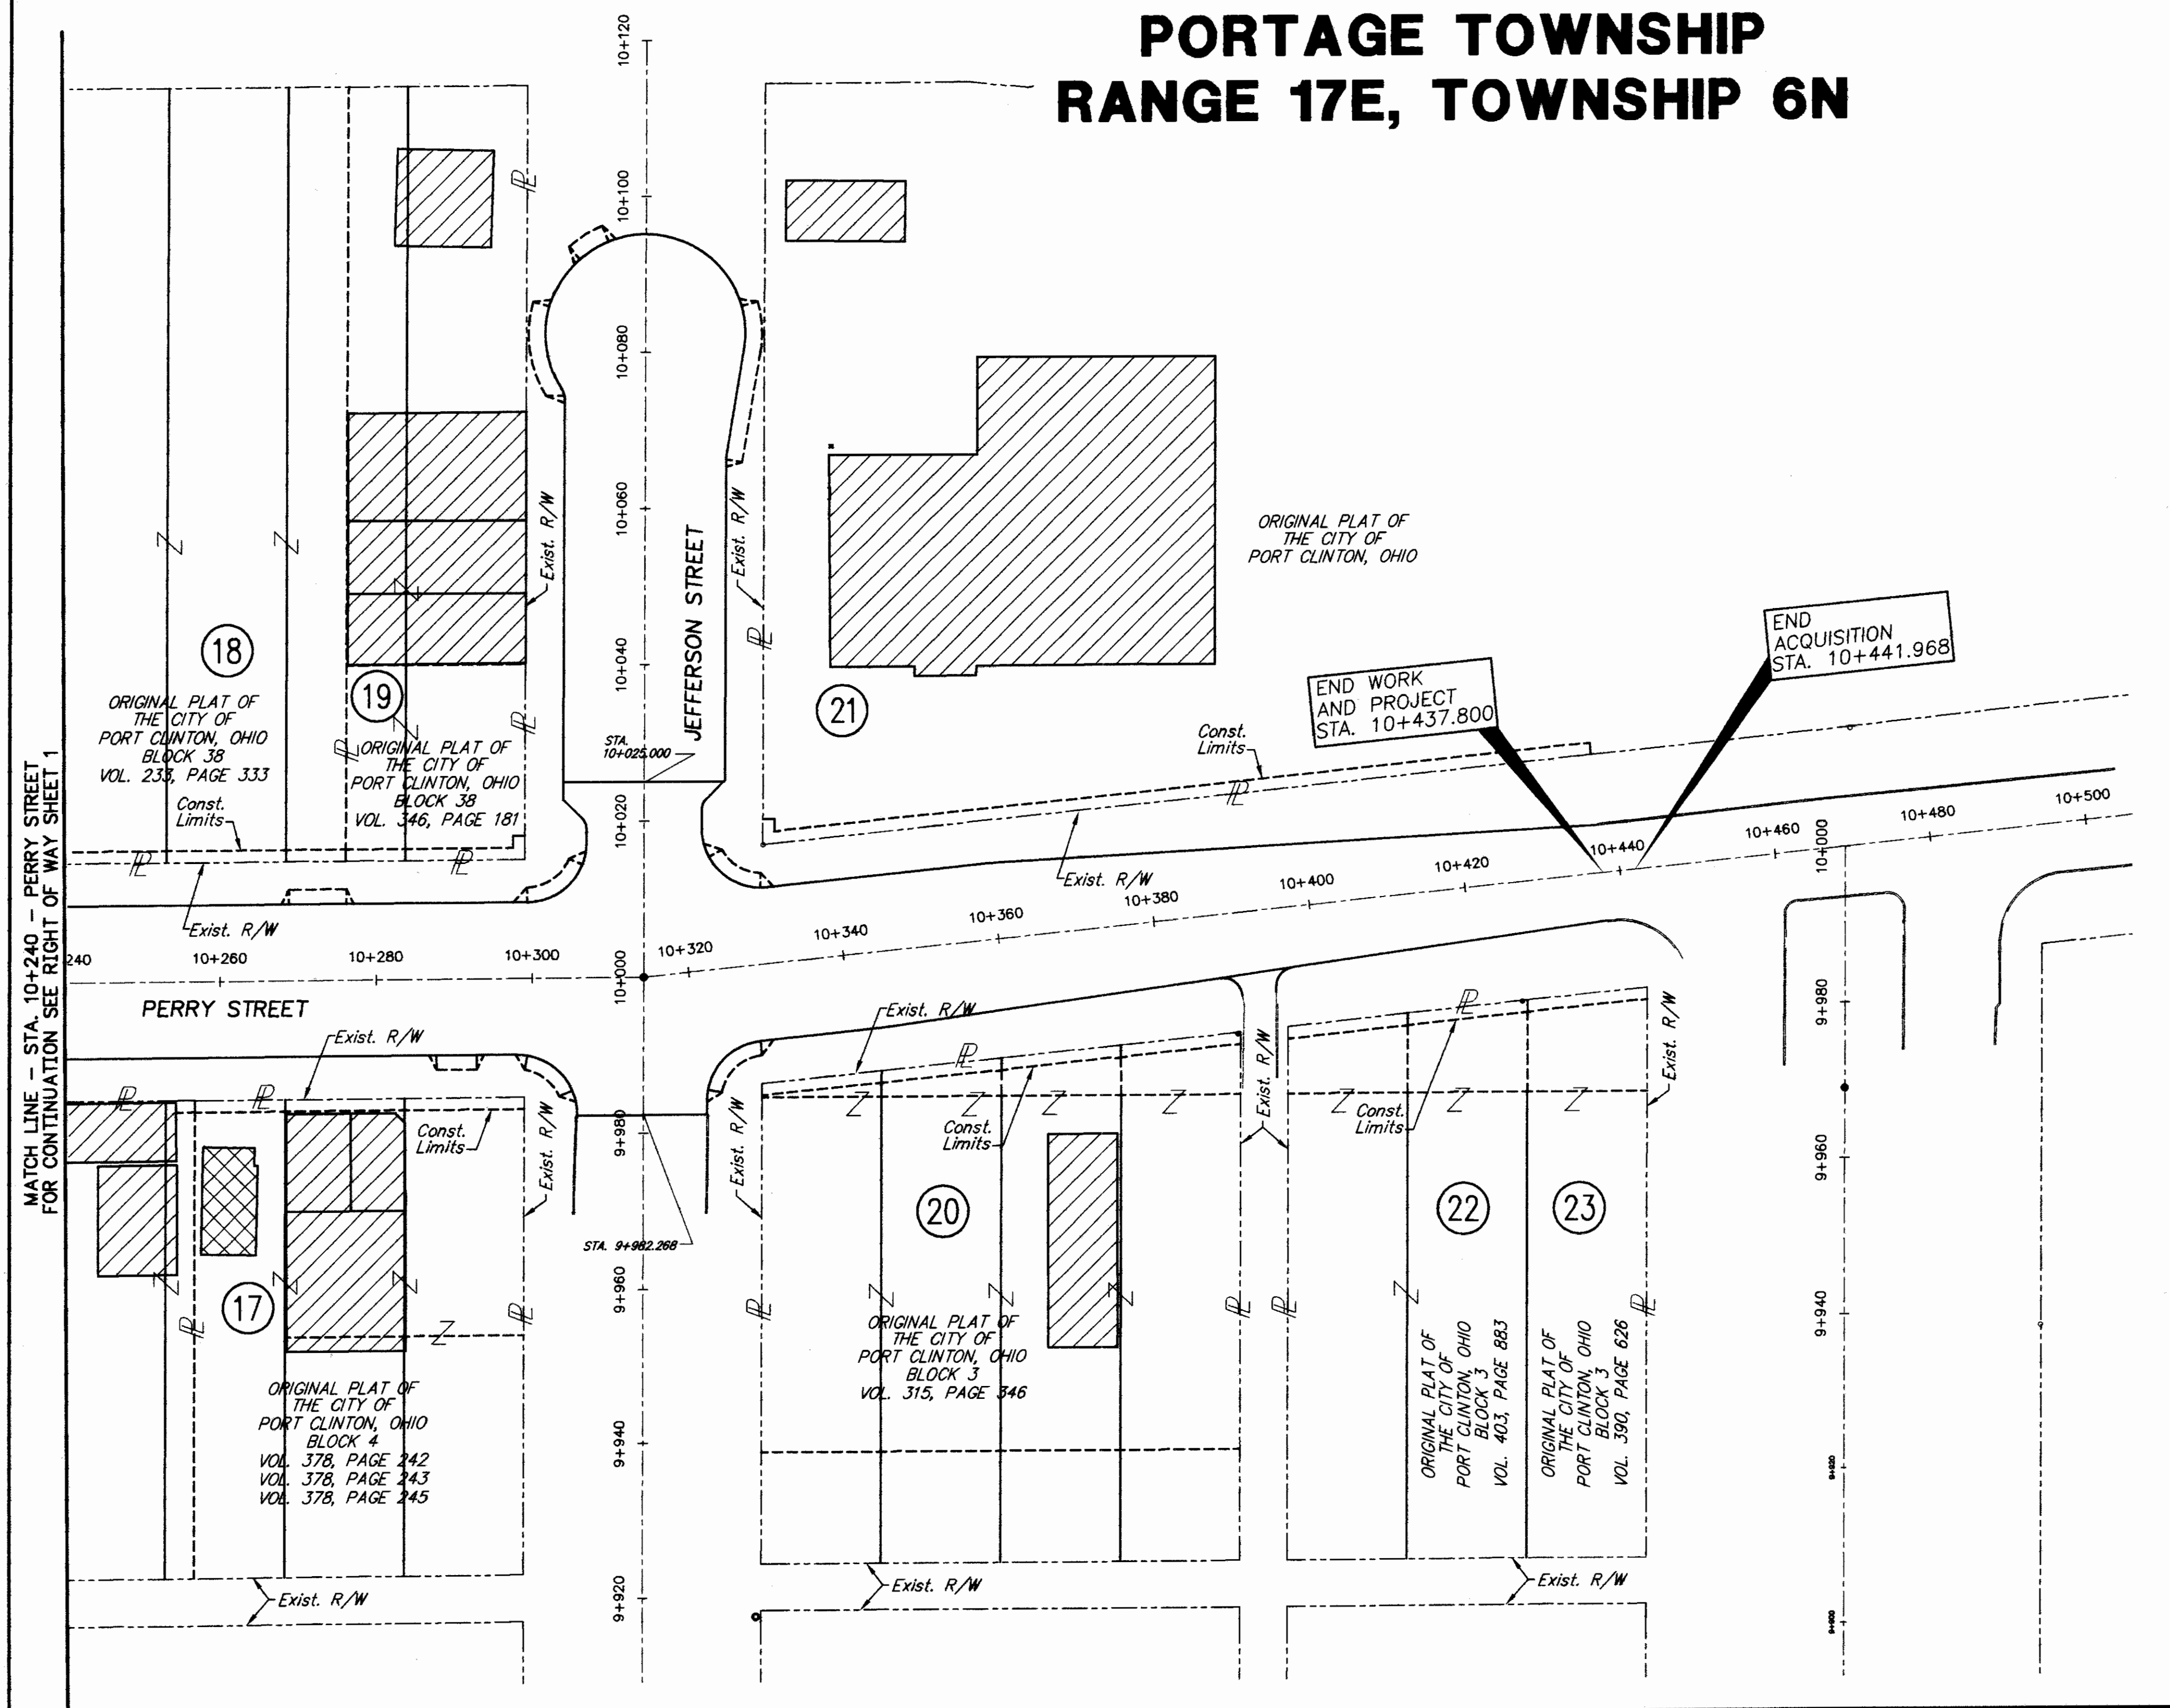 PORTAGE TOWNSHIP
RANGE 17E, TOWNSHIP 6N
MATCH LINE – STA. 10+240 – PERRY STREET
FOR CONTINUATION SEE RIGHT OF WAY SHEET 1
10+120
10+100
10+080
10+060
10+040
10+020
10+000
9+980
9+960
9+940
9+920
JEFFERSON STREET
Exist. R/W
Exist. R/W
STA.
10+025.000
18
ORIGINAL PLAT OF
THE CITY OF
PORT CLINTON, OHIO
BLOCK 38
VOL. 233, PAGE 333
Const.
Limits
19
ORIGINAL PLAT OF
THE CITY OF
PORT CLINTON, OHIO
BLOCK 38
VOL. 346, PAGE 181
Exist. R/W
21
ORIGINAL PLAT OF
THE CITY OF
PORT CLINTON, OHIO
Const.
Limits
END WORK
AND PROJECT
STA. 10+437.800
END
ACQUISITION
STA. 10+441.968
Exist. R/W
240
10+260
10+280
10+300
10+320
10+340
10+360
10+380
10+400
10+420
10+440
10+460
10+480
10+500
PERRY STREET
Exist. R/W
Const.
Limits
Exist. R/W
STA. 9+982.268
17
ORIGINAL PLAT OF
THE CITY OF
PORT CLINTON, OHIO
BLOCK 4
VOL. 378, PAGE 242
VOL. 378, PAGE 243
VOL. 378, PAGE 245
Exist. R/W
Exist. R/W
Exist. R/W
Const.
Limits
20
ORIGINAL PLAT OF
THE CITY OF
PORT CLINTON, OHIO
BLOCK 3
VOL. 315, PAGE 346
Exist. R/W
Exist. R/W
Const.
Limits
22
ORIGINAL PLAT OF
THE CITY OF
PORT CLINTON, OHIO
BLOCK 3
VOL. 403, PAGE 883
23
ORIGINAL PLAT OF
THE CITY OF
PORT CLINTON, OHIO
BLOCK 3
VOL. 390, PAGE 626
Exist. R/W
Exist. R/W
10+000
9+980
9+960
9+940
9+920
9+900